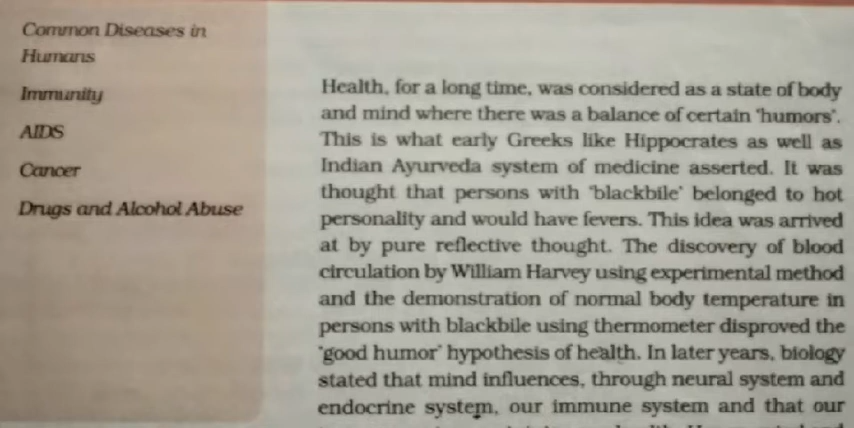 Common Diseases in
Humans
Immunity
AIDS
Cancer
Drugs and Alcohol Abuse
Health, for a long time, was considered as a state of body
and mind where there was a balance of certain 'humors'.
This is what early Greeks like Hippocrates as well as
Indian Ayurveda system of medicine asserted. It was
thought that persons with 'blackbile' belonged to hot
personality and would have fevers. This idea was arrived
at by pure reflective thought. The discovery of blood
circulation by William Harvey using experimental method
and the demonstration of normal body temperature in
persons with blackbile using thermometer disproved the
'good humor' hypothesis of health. In later years, biology
stated that mind influences, through neural system and
endocrine system, our immune system and that our